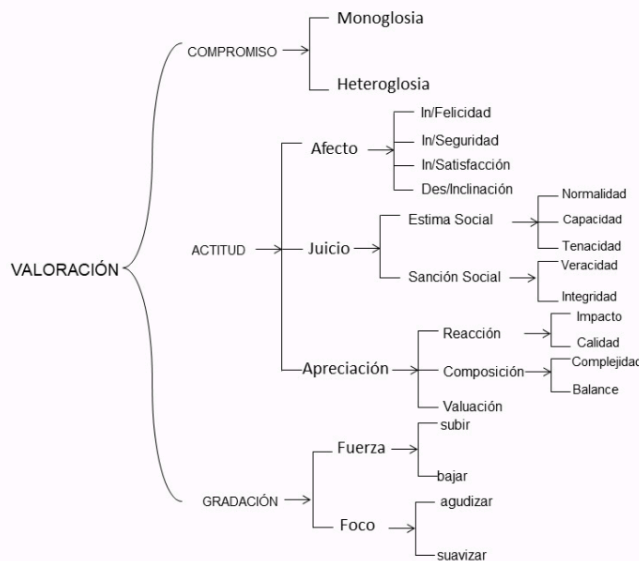 VALORACIÓN
COMPROMISO
Monoglosia
Heteroglosia
ACTITUD
Afecto
In/Felicidad
In/Seguridad
In/Satisfacción
Des/Inclinación
Juicio
Estima Social
Normalidad
Capacidad
Tenacidad
Sanción Social
Veracidad
Integridad
Apreciación
Reacción
Impacto
Calidad
Composición
Complejidad
Balance
Valuación
GRADACIÓN
Fuerza
subir
bajar
Foco
agudizar
suavizar